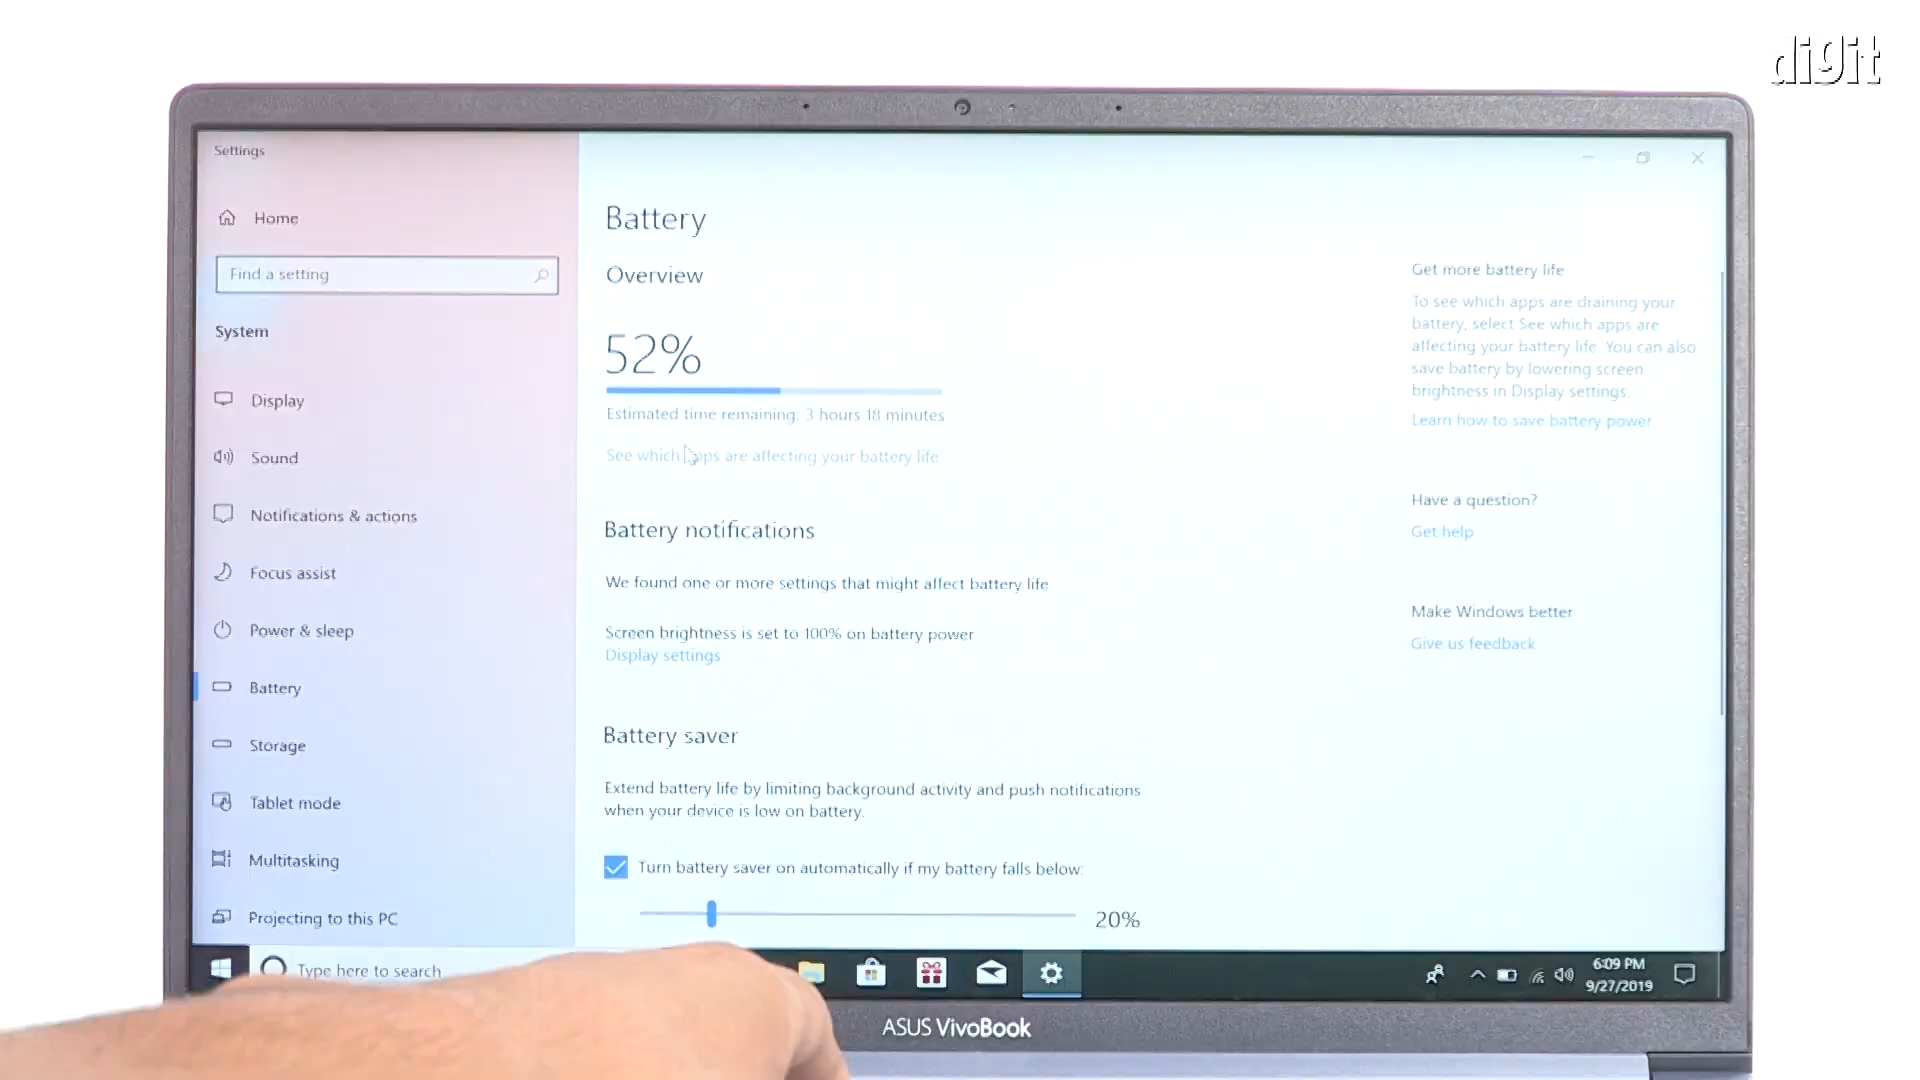 digit
Settings
Home
Find a setting
System
Display
Sound
Notifications & actions
Focus assist
Power & sleep
Battery
Storage
Tablet mode
Multitasking
Projecting to this PC
Battery
Overview
52%
Estimated time remaining: 3 hours 18 minutes
See which apps are affecting your battery life
Battery notifications
We found one or more settings that might affect battery life
Screen brightness is set to 100% on battery power
Display settings
Battery saver
Extend battery life by limiting background activity and push notifications
when your device is low on battery.
Turn battery saver on automatically if my battery falls below:
20%
Get more battery life
To see which apps are draining your
battery, select See which apps are
affecting your battery life. You can also
save battery by lowering screen
brightness in Display settings.
Learn how to save battery power
Have a question?
Get help
Make Windows better
Give us feedback
Type here to search
6:09 PM
9/27/2019
ASUS VivoBook